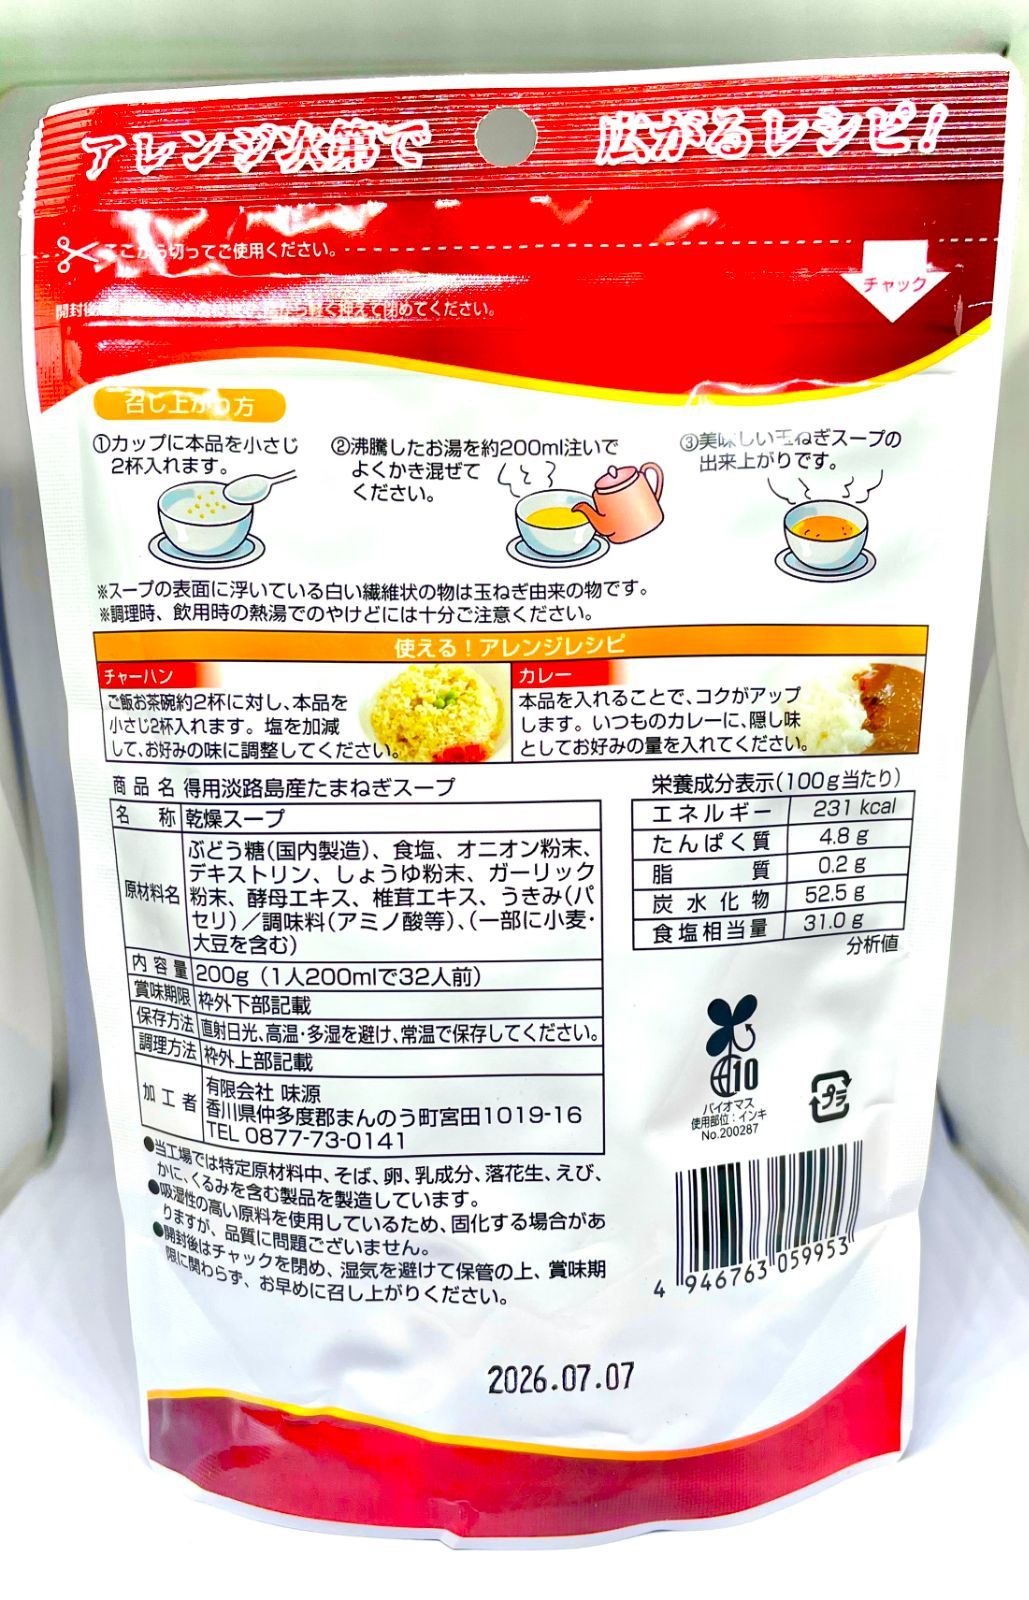 アレンジ次第で 広がるレシピ!
ここから切ってご使用ください。
チャック
開封後 軽く押えて閉めてください。
召し上がり方
①カップに本品を小さじ
2杯入れます。
②沸騰したお湯を約200ml注いで
よくかき混ぜて
ください。
③美味しい玉ねぎスープの
出来上がりです。
※スープの表面に浮いている白い繊維状の物は玉ねぎ由来の物です。
※調理時、飲用時の熱湯でのやけどには十分ご注意ください。
使える!アレンジレシピ
チャーハン
ご飯お茶碗約2杯に対し、本品を
小さじ2杯入れます。塩を加減
して、お好みの味に調整してください。
カレー
本品を入れることで、コクがアップ
します。いつものカレーに、隠し味
としてお好みの量を入れてください。
商品名 得用淡路島産たまねぎスープ
名称 乾燥スープ
原材料名 ぶどう糖(国内製造)、食塩、オニオン粉末、
デキストリン、しょうゆ粉末、ガーリック
粉末、酵母エキス、椎茸エキス、うきみ(パ
セリ)/調味料(アミノ酸等)、(一部に小麦・
大豆を含む)
内容量 200g(1人200mlで32人前)
賞味期限 枠外下部記載
保存方法 直射日光、高温・多湿を避け、常温で保存してください。
調理方法 枠外上部記載
加工者 有限会社 味源
香川県仲多度郡まんのう町宮田1019-16
TEL 0877-73-0141
●当工場では特定原材料中、そば、卵、乳成分、落花生、えび、
かに、くるみを含む製品を製造しています。
●吸湿性の高い原料を使用しているため、固化する場合があ
りますが、品質に問題ございません。
●開封後はチャックを閉め、湿気を避けて保管の上、賞味期
限に関わらず、お早めに召し上がりください。
栄養成分表示(100g当たり)
エネルギー 231 kcal
たんぱく質 4.8g
脂質 0.2g
炭水化物 52.5g
食塩相当量 31.0g
分析値
10
バイオマス
使用部位:インキ
No.200287
プラ
4 946763 059953
2026.07.07